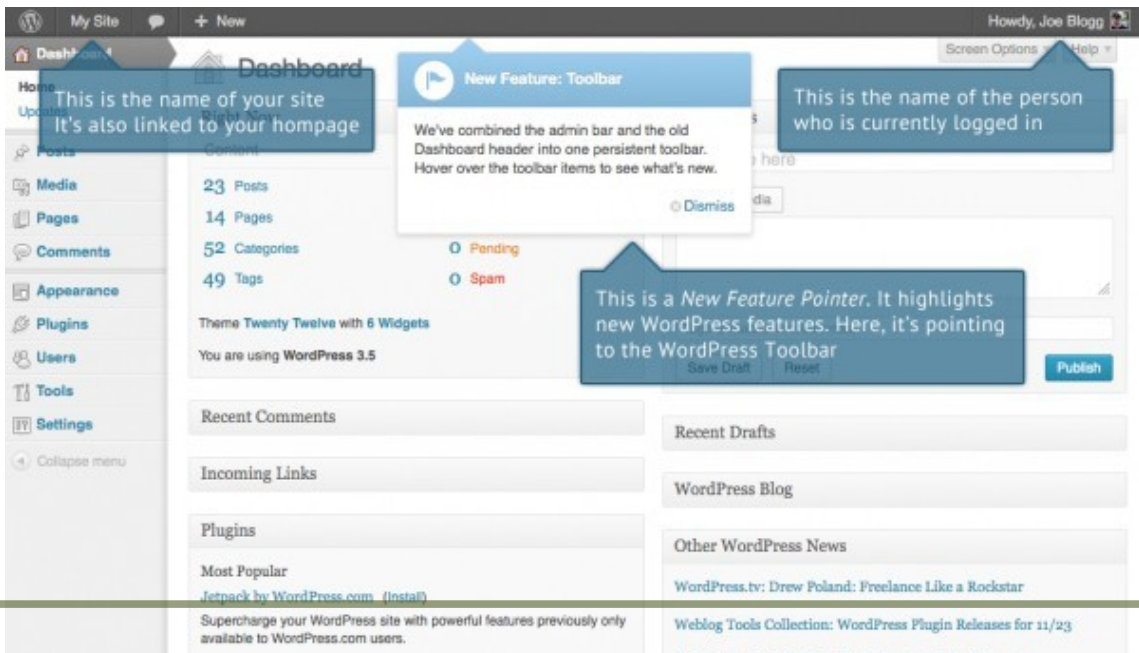 My Site
+ New
Howdy, Joe Blogg
Dashboard
Home
Updates
Posts
Media
Pages
Comments
Appearance
Plugins
Users
Tools
Settings
Collapse menu
This is the name of your site
It's also linked to your hompage
Dashboard
Right Now
Content
23 Posts
14 Pages
52 Categories
49 Tags
0 Pending
0 Spam
Theme Twenty Twelve with 6 Widgets
You are using WordPress 3.5
New Feature: Toolbar
We've combined the admin bar and the old
Dashboard header into one persistent toolbar.
Hover over the toolbar items to see what's new.
Dismiss
Screen Options
Help
This is the name of the person
who is currently logged in
here
This is a New Feature Pointer. It highlights
new WordPress features. Here, it's pointing
to the WordPress Toolbar
Save Draft
Reset
Publish
Recent Comments
Incoming Links
Plugins
Most Popular
Jetpack by WordPress.com (Install)
Supercharge your WordPress site with powerful features previously only
available to WordPress.com users.
Recent Drafts
WordPress Blog
Other WordPress News
WordPress.tv: Drew Poland: Freelance Like a Rockstar
Weblog Tools Collection: WordPress Plugin Releases for 11/23